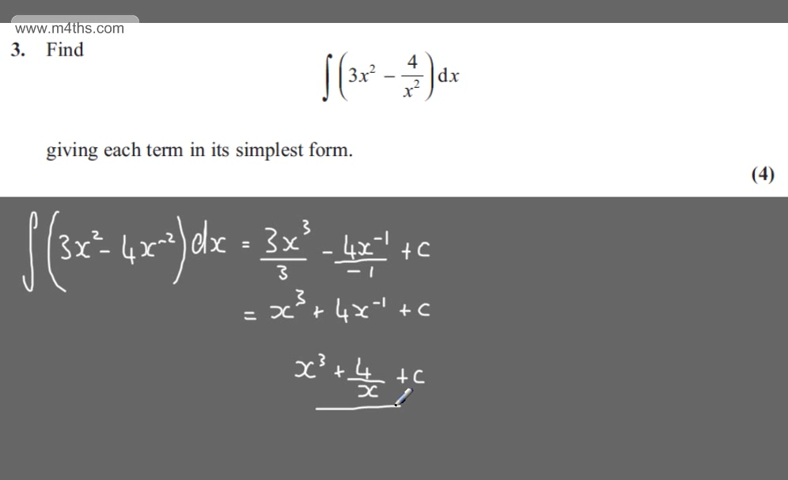 www.m4ths.com
3. Find
∫(3x² − 4/x²)dx
giving each term in its simplest form.
(4)
∫(3x² − 4x⁻²)dx = 3x³/3 − 4x⁻¹/−1 + c
= x³ + 4x⁻¹ + c
x³ + 4/x + c